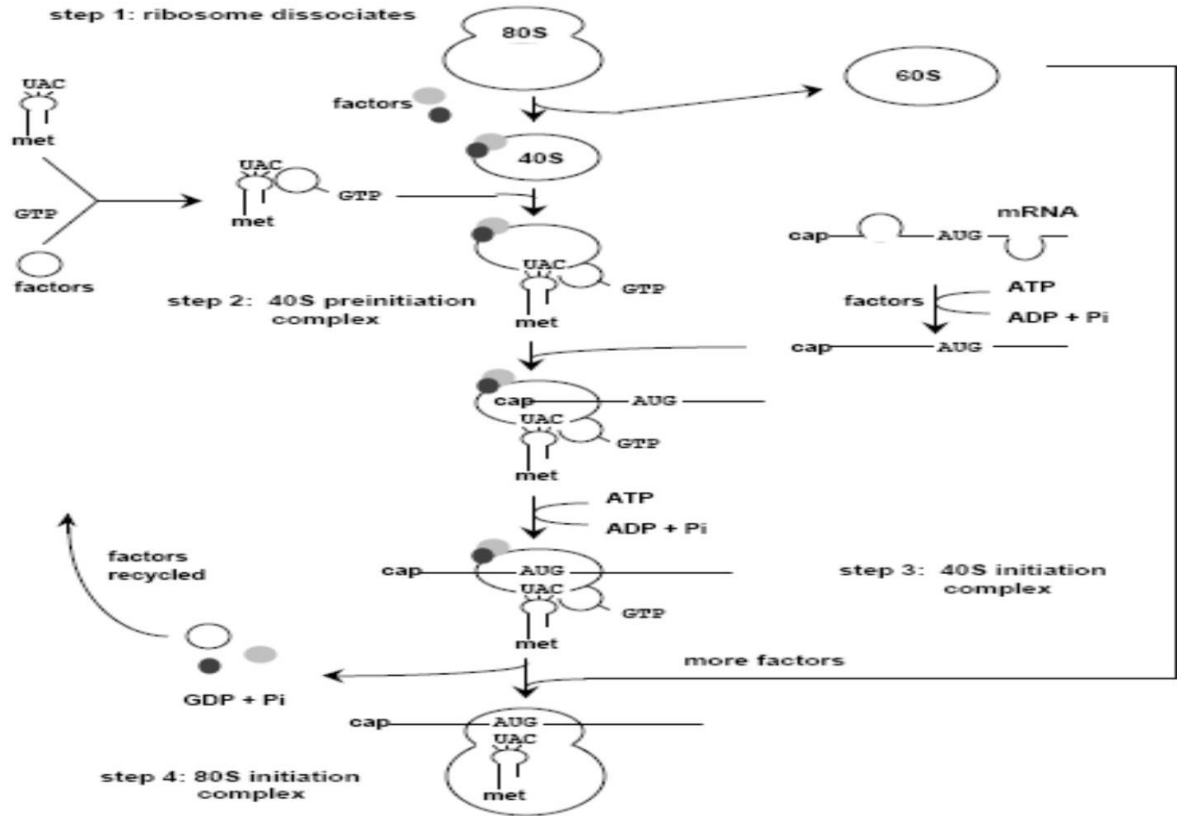 step 1: ribosome dissociates
80S
60S
UAC
factors
met
40S
UAC
GTP
met
GTP
factors
mRNA
cap
AUG
UAC
GTP
met
step 2: 40S preinitiation
complex
factors
ATP
ADP + Pi
cap
AUG
cap
AUG
UAC
GTP
met
ATP
ADP + Pi
factors
recycled
cap
AUG
UAC
GTP
met
step 3: 40S initiation
complex
more factors
GDP + Pi
cap
AUG
UAC
met
step 4: 80S initiation
complex